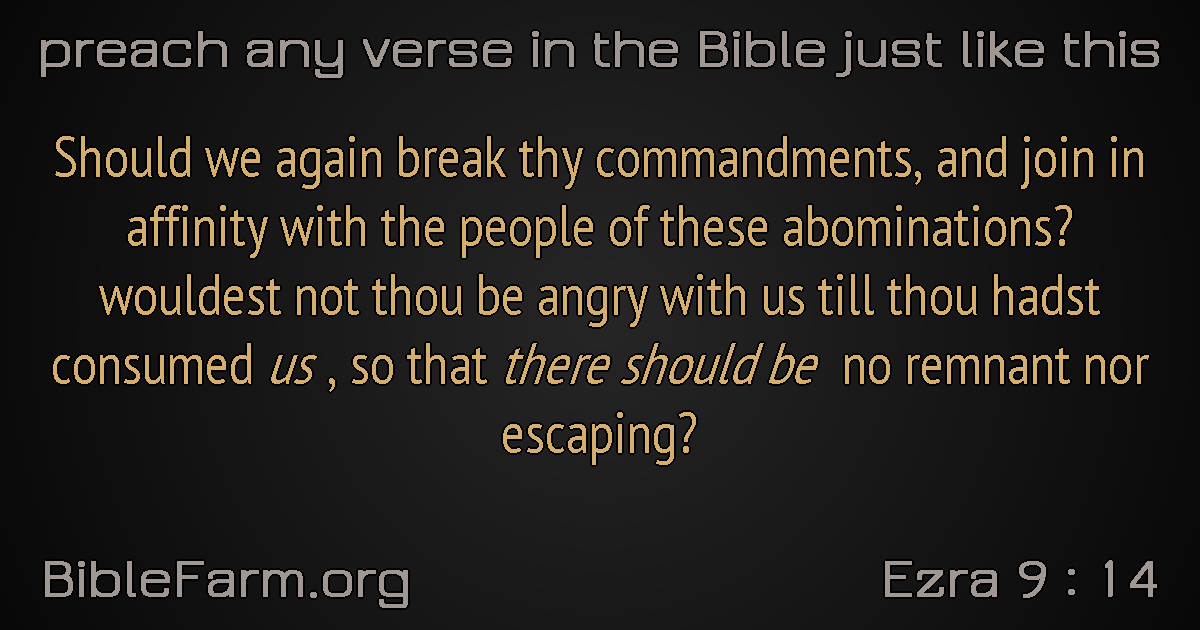 preach any verse in the Bible just like this
Should we again break thy commandments, and join in
affinity with the people of these abominations?
wouldest not thou be angry with us till thou hadst
consumed us , so that there should be no remnant nor
escaping?
BibleFarm.org
Ezra 9 : 14